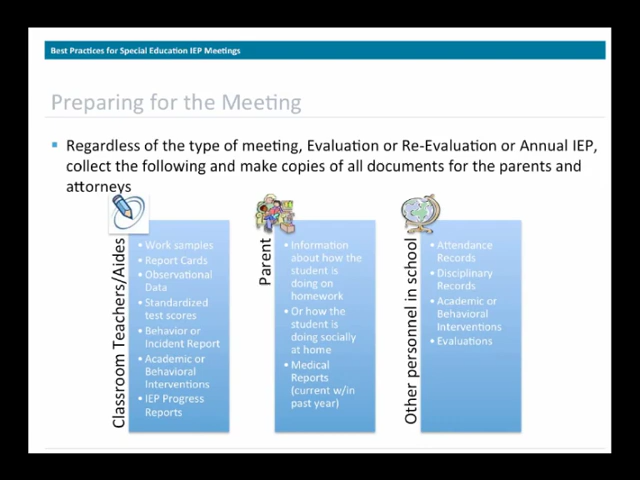 Best Practices for Special Education IEP Meetings
Preparing for the Meeting
Regardless of the type of meeting, Evaluation or Re-Evaluation or Annual IEP,
collect the following and make copies of all documents for the parents and
attorneys
Classroom Teachers/Aides
• Work samples
• Report Cards
• Observational
Data
• Standardized
test scores
• Behavior or
Incident Report
• Academic or
Behavioral
Interventions
• IEP Progress
Reports
Parent
• Information
about how the
student is
doing on
homework
• Or how the
student is
doing socially
at home
• Medical
Reports
(current w/in
past year)
Other personnel in school
• Attendance
Records
• Disciplinary
Records
• Academic or
Behavioral
Interventions
• Evaluations